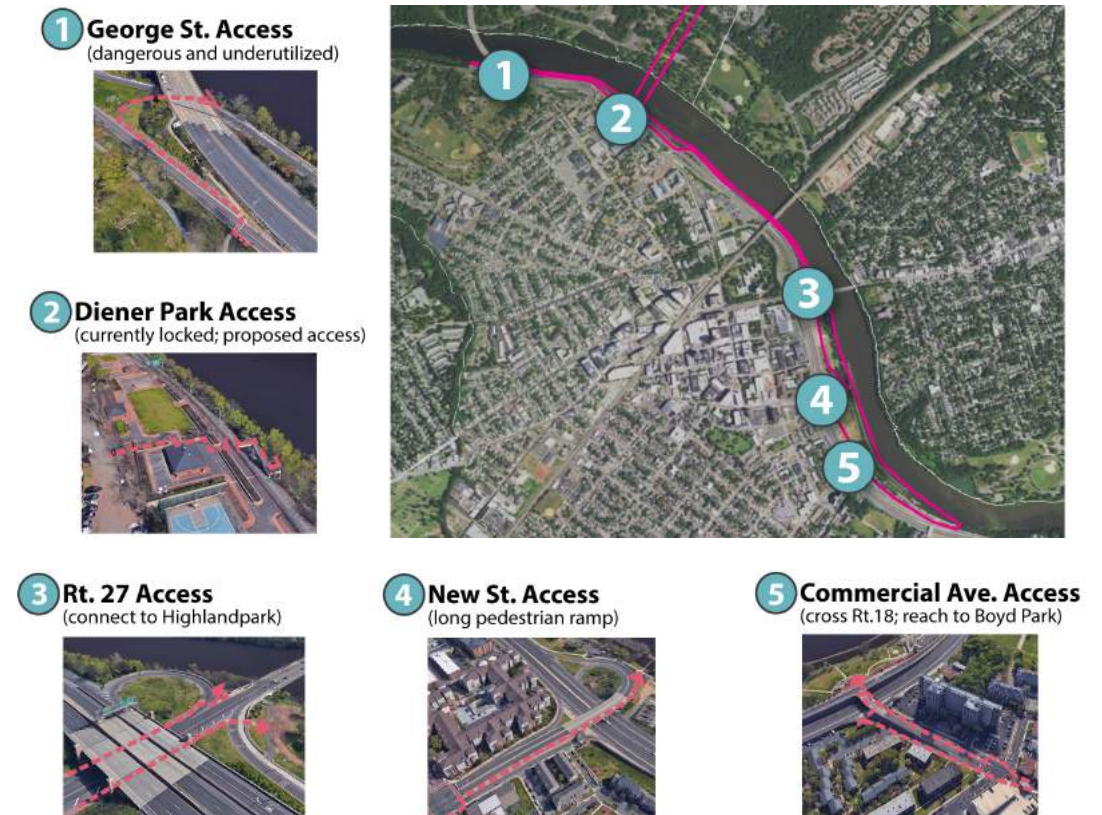 1 George St. Access
(dangerous and underutilized)
2 Diener Park Access
(currently locked; proposed access)
1
2
3
4
5
3 Rt. 27 Access
(connect to Highlandpark)
4 New St. Access
(long pedestrian ramp)
5 Commercial Ave. Access
(cross Rt.18; reach to Boyd Park)